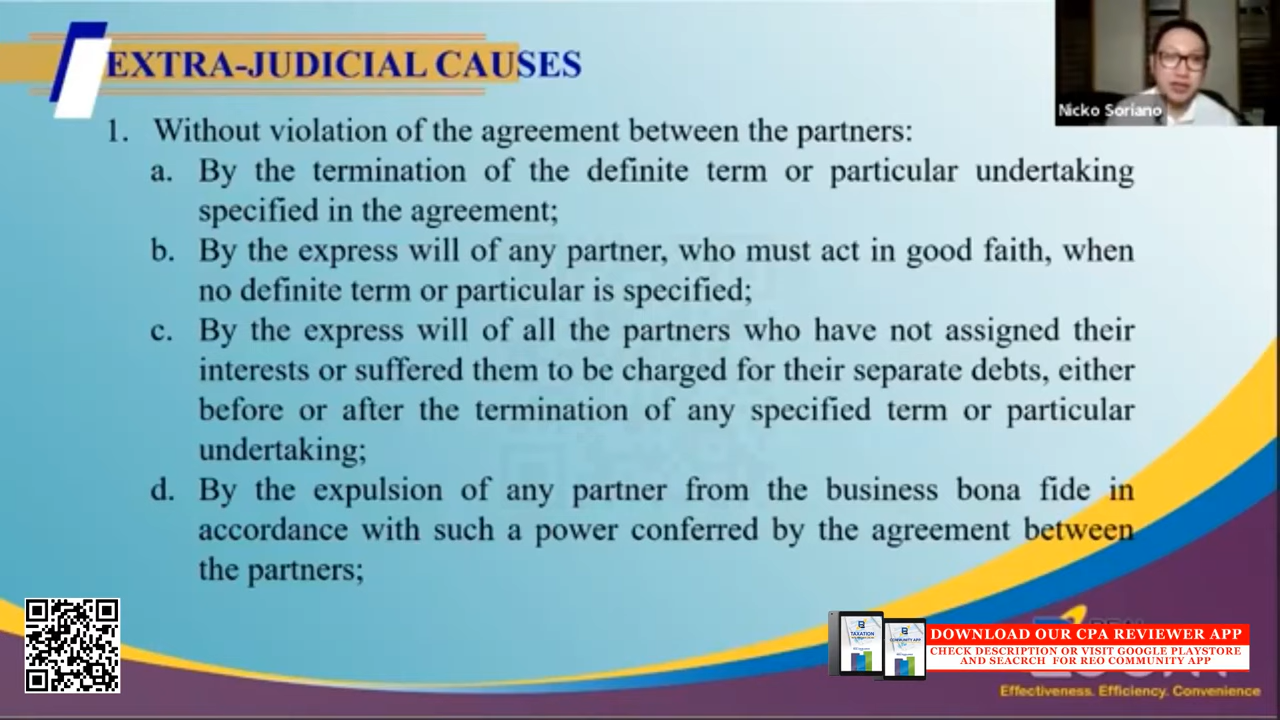 EXTRA-JUDICIAL CAUSES
Nicko Soriano
1. Without violation of the agreement between the partners:
a. By the termination of the definite term or particular undertaking
specified in the agreement;
b. By the express will of any partner, who must act in good faith, when
no definite term or particular is specified;
c. By the express will of all the partners who have not assigned their
interests or suffered them to be charged for their separate debts, either
before or after the termination of any specified term or particular
undertaking;
d. By the expulsion of any partner from the business bona fide in
accordance with such a power conferred by the agreement between
the partners;
TAXATION
COMMUNITY APP
DOWNLOAD OUR CPA REVIEWER APP
CHECK DESCRIPTION OR VISIT GOOGLE PLAYSTORE
AND SEACRCH FOR REO COMMUNITY APP
Effectiveness. Efficiency. Convenience